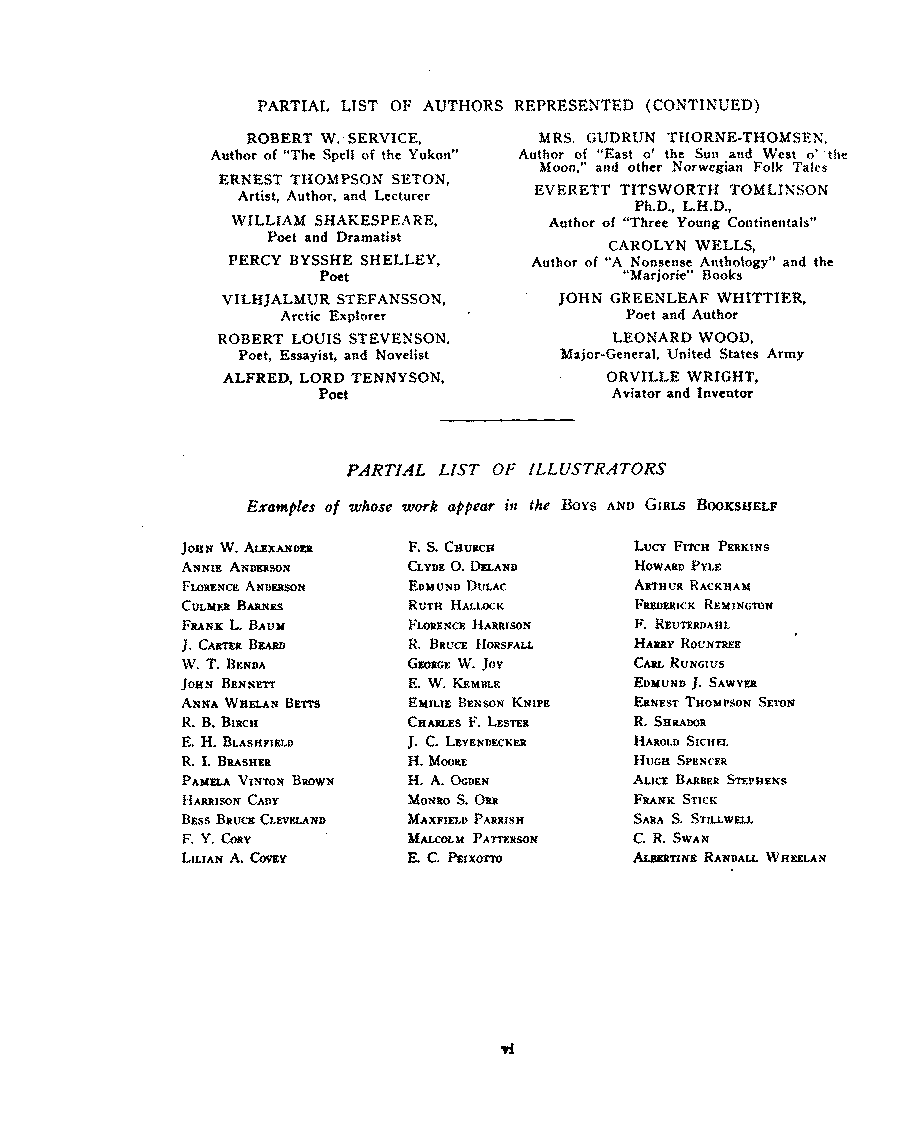 PARTIAL LIST OF AUTHORS REPRESENTED (CONTINUED)
ROBERT W. SERVICE,
Author of "The Spell of the Yukon"
ERNEST THOMPSON SETON,
Artist, Author, and Lecturer
WILLIAM SHAKESPEARE,
Poet and Dramatist
PERCY BYSSHE SHELLEY,
Poet
VILHJALMUR STEFANSSON,
Arctic Explorer
ROBERT LOUIS STEVENSON,
Poet, Essayist, and Novelist
ALFRED, LORD TENNYSON,
Poet
MRS. GUDRUN THORNE-THOMSEN,
Author of "East o' the Sun and West o' the
Moon," and other Norwegian Folk Tales
EVERETT TITSWORTH TOMLINSON
Ph.D., L.H.D.,
Author of "Three Young Continentals"
CAROLYN WELLS,
Author of "A Nonsense Anthology" and the
"Marjorie" Books
JOHN GREENLEAF WHITTIER,
Poet and Author
LEONARD WOOD,
Major-General, United States Army
ORVILLE WRIGHT,
Aviator and Inventor
PARTIAL LIST OF ILLUSTRATORS
Examples of whose work appear in the BOYS AND GIRLS BOOKSHELF
JOHN W. ALEXANDER
ANNIE ANDERSON
FLORENCE ANDERSON
CULMER BARNES
FRANK L. BAUM
J. CARTER BEARD
W. T. BENDA
JOHN BENNETT
ANNA WHELAN BETTS
R. B. BIRCH
E. H. BLASHFIELD
R. I. BRASHER
PAMELA VINTON BROWN
HARRISON CADY
BESS BRUCE CLEVELAND
F. Y. CORY
LILIAN A. COVEY
F. S. CHURCH
CLYDE O. DELAND
EDMUND DULAC
RUTH HALLOCK
FLORENCE HARRISON
R. BRUCE HORSFALL
GEORGE W. JOY
E. W. KEMBLE
EMILIE BENSON KNIPE
CHARLES F. LESTER
J. C. LEYENDECKER
H. MOORE
H. A. OGDEN
MONRO S. ORR
MAXFIELD PARRISH
MALCOLM PATTERSON
E. C. PEIXOTTO
LUCY FITCH PERKINS
HOWARD PYLE
ARTHUR RACKHAM
FREDERICK REMINGTON
F. REUTERDAHL
HARRY ROUNTREE
CARL RUNGIUS
EDMUND J. SAWYER
ERNEST THOMPSON SETON
R. SHRADOR
HAROLD SICHEL
HUGH SPENCER
ALICE BARBER STEPHENS
FRANK STICK
SARA S. STILLWELL
C. R. SWAN
ALBERTINE RANDALL WHEELAN
vi